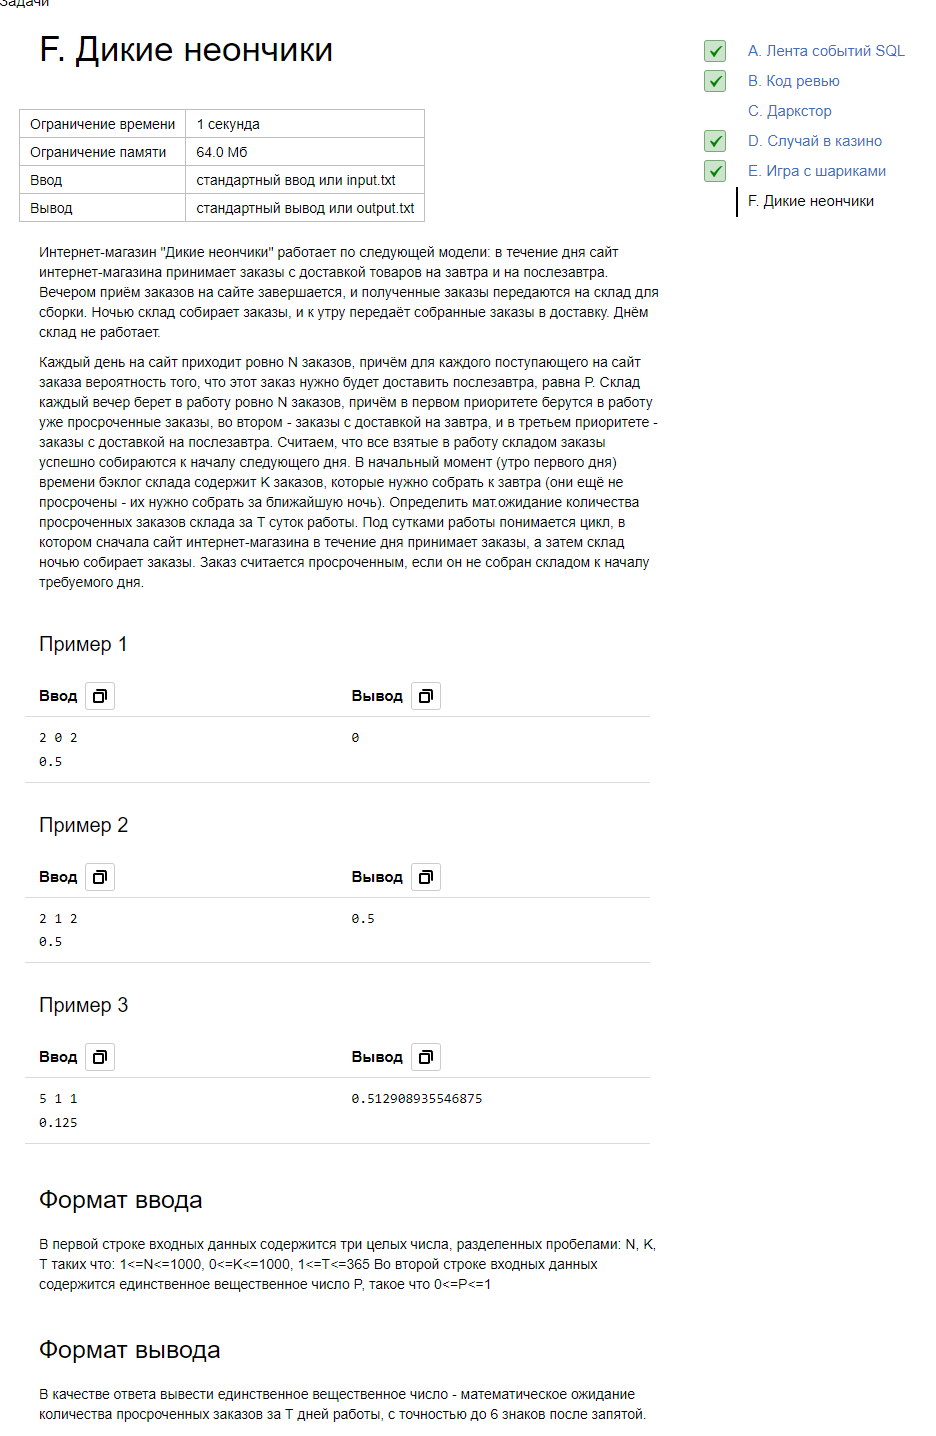 Задачи
F. Дикие неончики
A. Лента событий SQL
B. Код ревью
C. Даркстор
D. Случай в казино
E. Игра с шариками
F. Дикие неончики
Ограничение времени 1 секунда
Ограничение памяти 64.0 Мб
Ввод стандартный ввод или input.txt
Вывод стандартный вывод или output.txt
Интернет-магазин "Дикие неончики" работает по следующей модели: в течение дня сайт
интернет-магазина принимает заказы с доставкой товаров на завтра и на послезавтра.
Вечером приём заказов на сайте завершается, и полученные заказы передаются на склад для
сборки. Ночью склад собирает заказы, и к утру передаёт собранные заказы в доставку. Днём
склад не работает.
Каждый день на сайт приходит ровно N заказов, причём для каждого поступающего на сайт
заказа вероятность того, что этот заказ нужно будет доставить послезавтра, равна P. Склад
каждый вечер берет в работу ровно N заказов, причём в первом приоритете берутся в работу
уже просроченные заказы, во втором - заказы с доставкой на завтра, и в третьем приоритете -
заказы с доставкой на послезавтра. Считаем, что все взятые в работу складом заказы
успешно собираются к началу следующего дня. В начальный момент (утро первого дня)
времени бэклог склада содержит K заказов, которые нужно собрать к завтра (они ещё не
просрочены - их нужно собрать за ближайшую ночь). Определить мат.ожидание количества
просроченных заказов склада за T суток работы. Под сутками работы понимается цикл, в
котором сначала сайт интернет-магазина в течение дня принимает заказы, а затем склад
ночью собирает заказы. Заказ считается просроченным, если он не собран складом к началу
требуемого дня.
Пример 1
Ввод Вывод
2 0 2 0
0.5
Пример 2
Ввод Вывод
2 1 2 0.5
0.5
Пример 3
Ввод Вывод
5 1 1 0.512908935546875
0.125
Формат ввода
В первой строке входных данных содержится три целых числа, разделенных пробелами: N, K,
T таких что: 1<=N<=1000, 0<=K<=1000, 1<=T<=365 Во второй строке входных данных
содержится единственное вещественное число P, такое что 0<=P<=1
Формат вывода
В качестве ответа вывести единственное вещественное число - математическое ожидание
количества просроченных заказов за T дней работы, с точностью до 6 знаков после запятой.